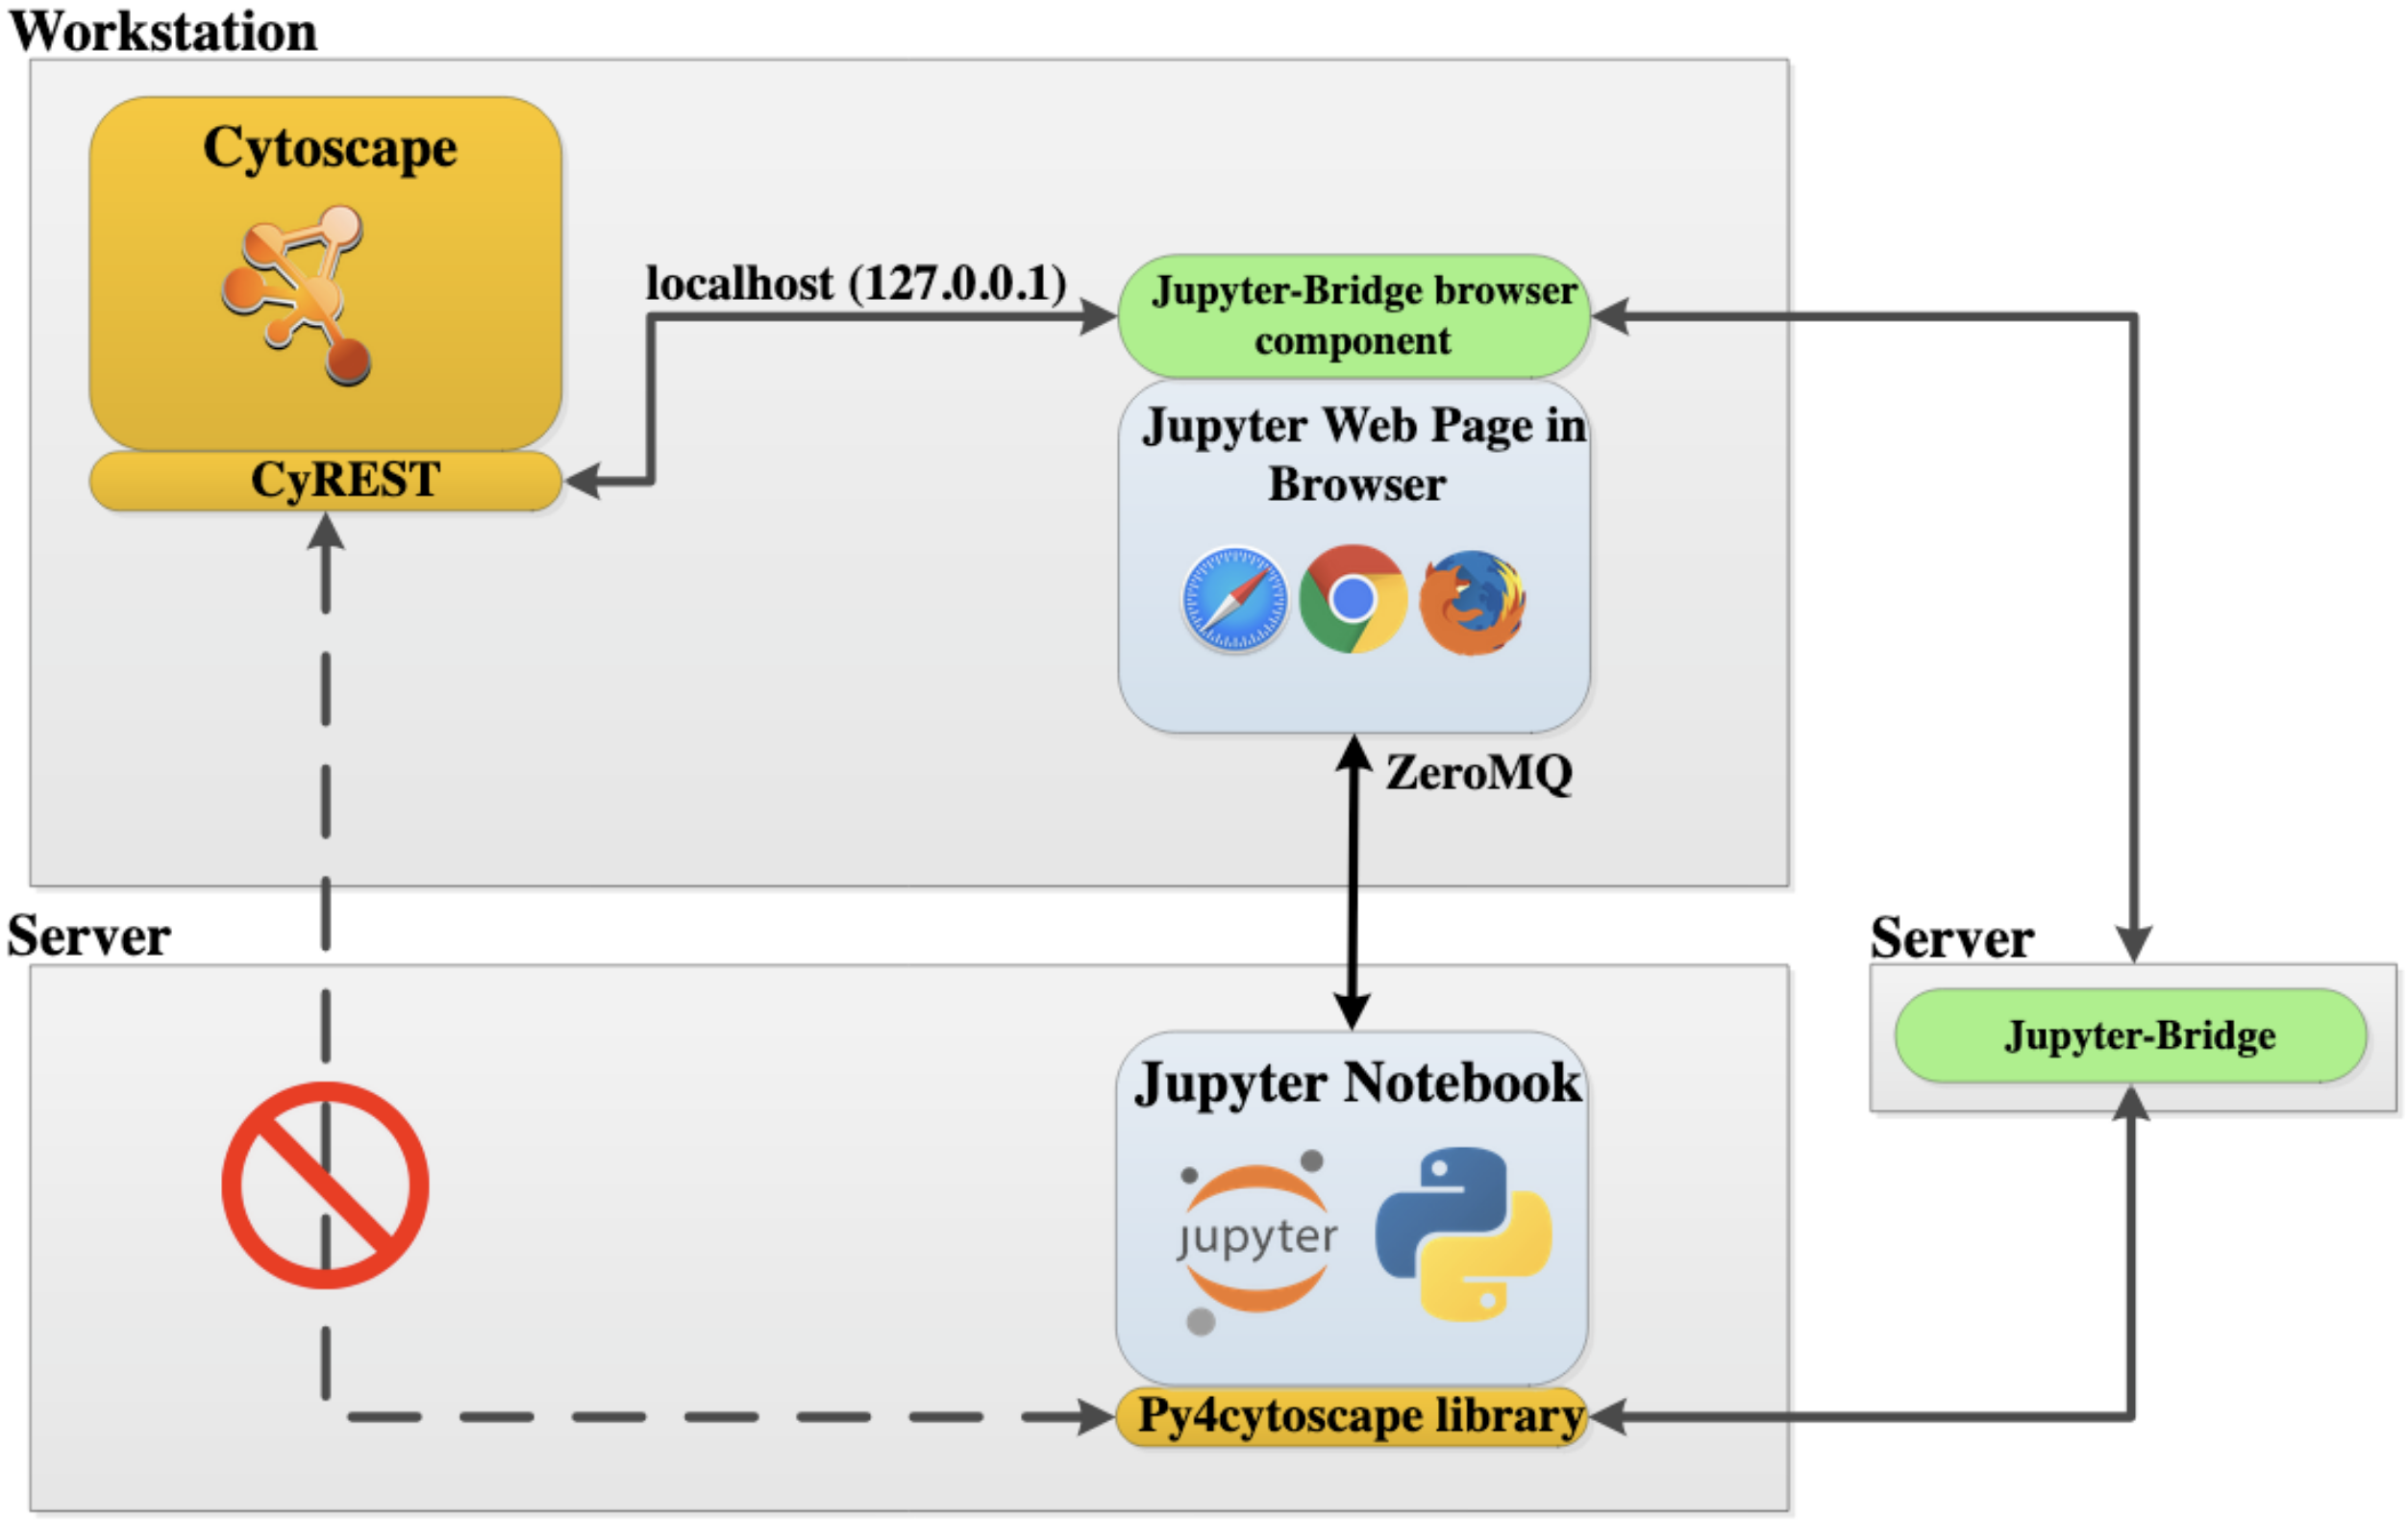 Workstation
Cytoscape
CyREST
localhost (127.0.0.1)
Jupyter-Bridge browser
component
Jupyter Web Page in
Browser
ZeroMQ
Server
Jupyter Notebook
jupyter
Py4cytoscape library
Server
Jupyter-Bridge